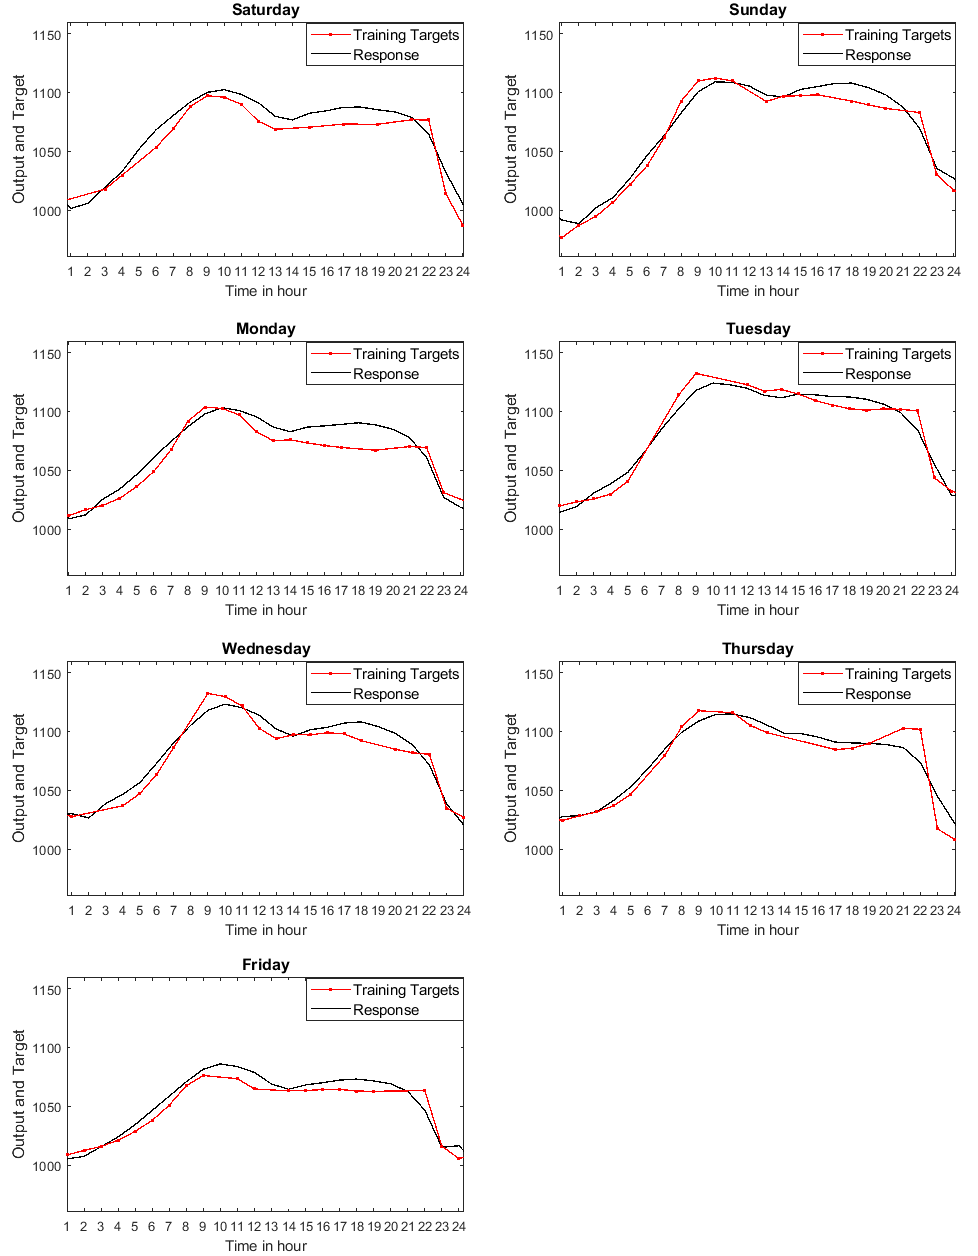 Saturday
Training Targets
Response
1150
1100
1050
1000
Output and Target
1 2 3 4 5 6 7 8 9 10 11 12 13 14 15 16 17 18 19 20 21 22 23 24
Time in hour
Sunday
Training Targets
Response
1150
1100
1050
1000
Output and Target
1 2 3 4 5 6 7 8 9 10 11 12 13 14 15 16 17 18 19 20 21 22 23 24
Time in hour
Monday
Training Targets
Response
1150
1100
1050
1000
Output and Target
1 2 3 4 5 6 7 8 9 10 11 12 13 14 15 16 17 18 19 20 21 22 23 24
Time in hour
Tuesday
Training Targets
Response
1150
1100
1050
1000
Output and Target
1 2 3 4 5 6 7 8 9 10 11 12 13 14 15 16 17 18 19 20 21 22 23 24
Time in hour
Wednesday
Training Targets
Response
1150
1100
1050
1000
Output and Target
1 2 3 4 5 6 7 8 9 10 11 12 13 14 15 16 17 18 19 20 21 22 23 24
Time in hour
Thursday
Training Targets
Response
1150
1100
1050
1000
Output and Target
1 2 3 4 5 6 7 8 9 10 11 12 13 14 15 16 17 18 19 20 21 22 23 24
Time in hour
Friday
Training Targets
Response
1150
1100
1050
1000
Output and Target
1 2 3 4 5 6 7 8 9 10 11 12 13 14 15 16 17 18 19 20 21 22 23 24
Time in hour